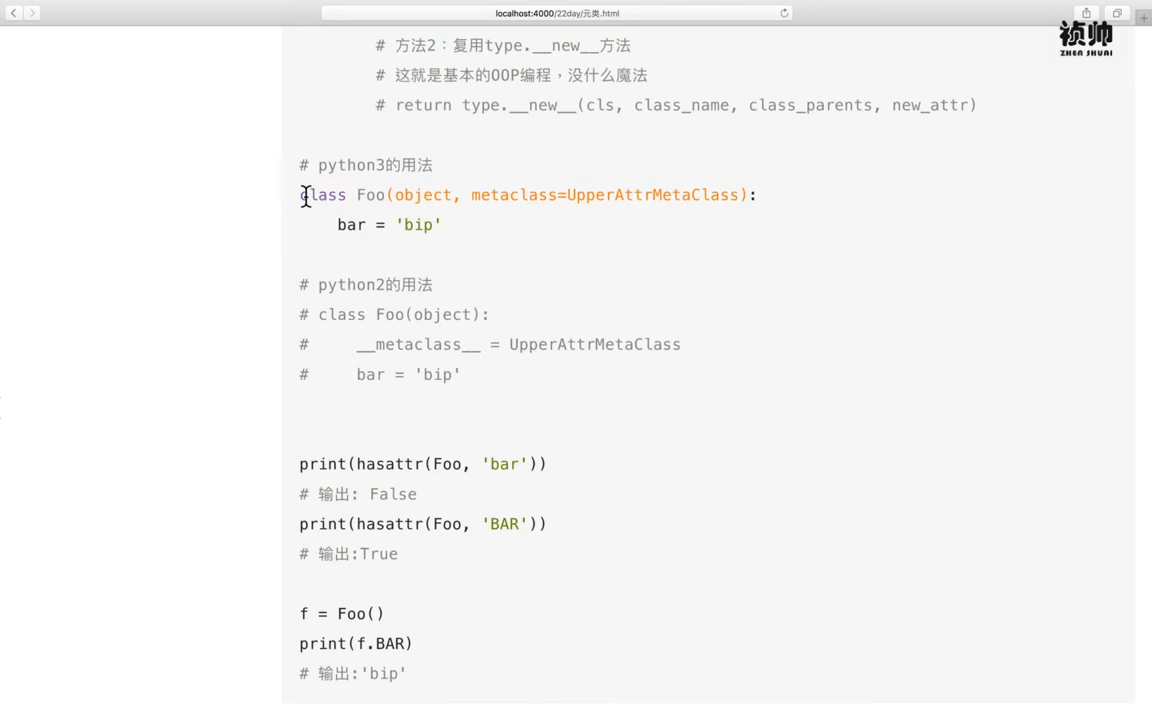 localhost:4000/22day/元类.html
祯帅
ZHEN SHUAI
# 方法2：复用type.__new__方法
# 这就是基本的OOP编程，没什么魔法
# return type.__new__(cls, class_name, class_parents, new_attr)
# python3的用法
class Foo(object, metaclass=UpperAttrMetaClass):
bar = 'bip'
# python2的用法
# class Foo(object):
#     __metaclass__ = UpperAttrMetaClass
#     bar = 'bip'
print(hasattr(Foo, 'bar'))
# 输出: False
print(hasattr(Foo, 'BAR'))
# 输出:True
f = Foo()
print(f.BAR)
# 输出:'bip'